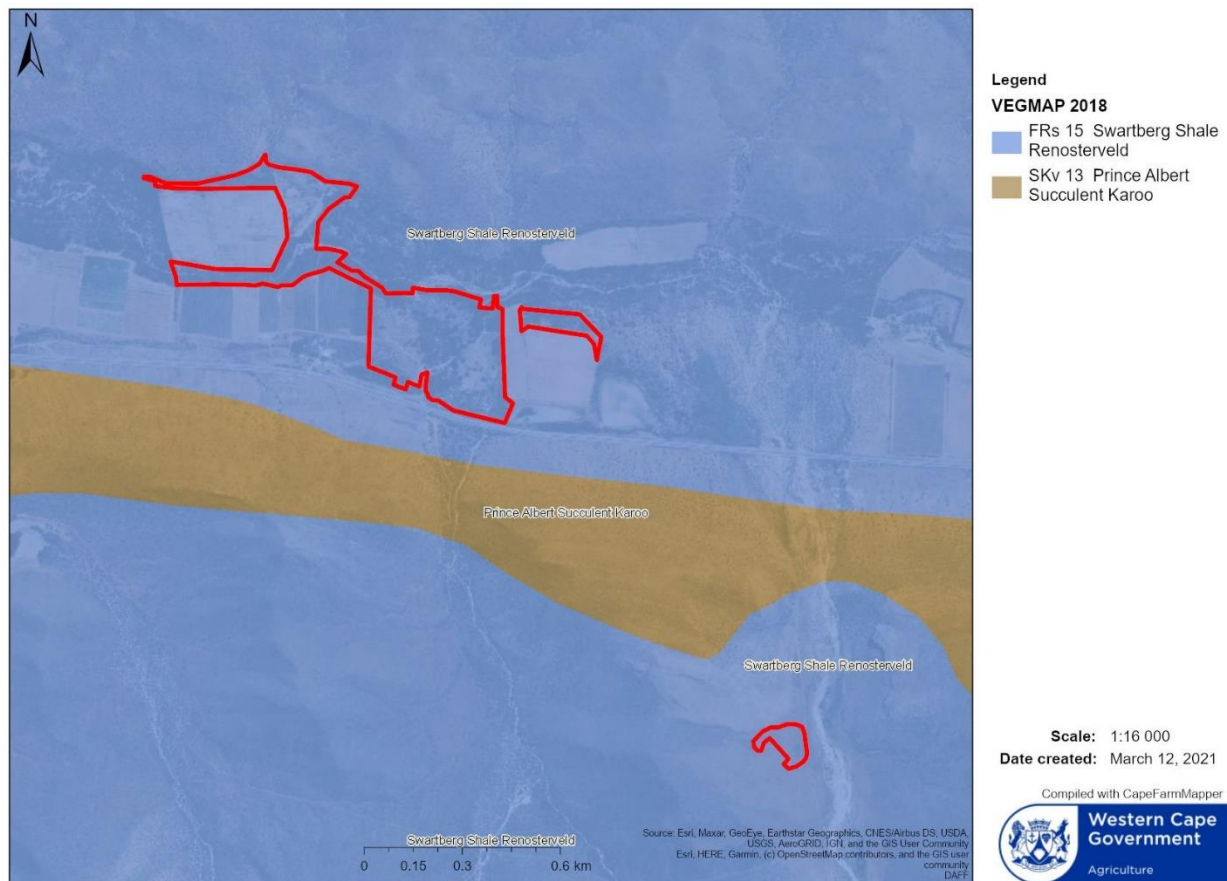 N
Swartberg Shale Renosterveld
Prince Albert Succulent Karoo
Swartberg Shale Renosterveld
Swartberg Shale Renosterveld
0 0.15 0.3 0.6 km
Source: Esri, Maxar, GeoEye, Earthstar Geographics, CNES/Airbus DS, USDA,
USGS, AeroGRID, IGN, and the GIS User Community
Esri, HERE, Garmin, (c) OpenStreetMap contributors, and the GIS user
community
DAFF
Legend
VEGMAP 2018
FRs 15 Swartberg Shale
Renosterveld
SKv 13 Prince Albert
Succulent Karoo
Scale: 1:16 000
Date created: March 12, 2021
Compiled with CapeFarmMapper
Western Cape
Government
Agriculture